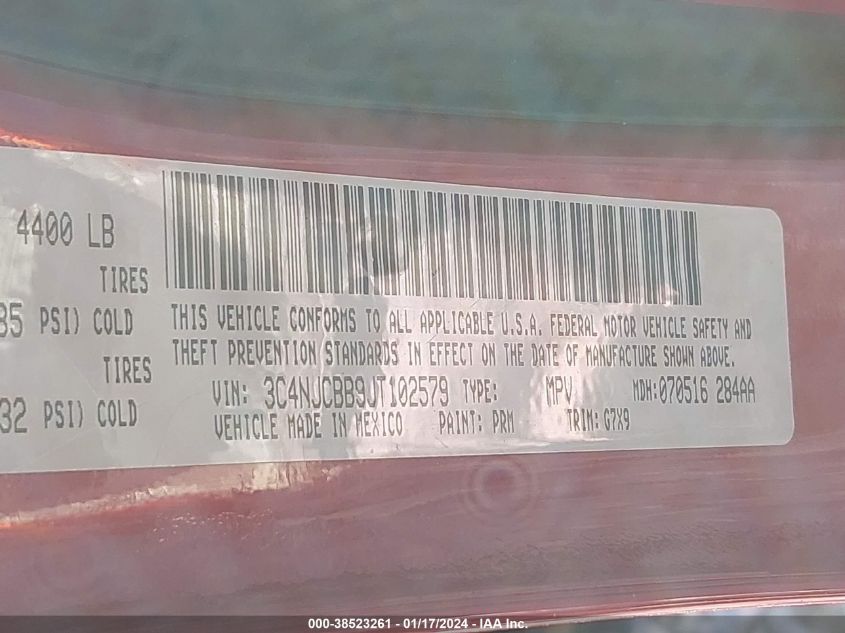 4400 LB
TIRES
35 PSI) COLD
TIRES
32 PSI) COLD
THIS VEHICLE CONFORMS TO ALL APPLICABLE U.S.A. FEDERAL MOTOR VEHICLE SAFETY AND
THEFT PREVENTION STANDARDS IN EFFECT ON THE DATE OF MANUFACTURE SHOWN ABOVE.
VIN: 3C4NJCBB9JT102579 TYPE: MPV MDH:070516 284AA
VEHICLE MADE IN MEXICO PAINT: PRM TRIM: G7X9
000-38523261 - 01/17/2024 - IAA Inc.